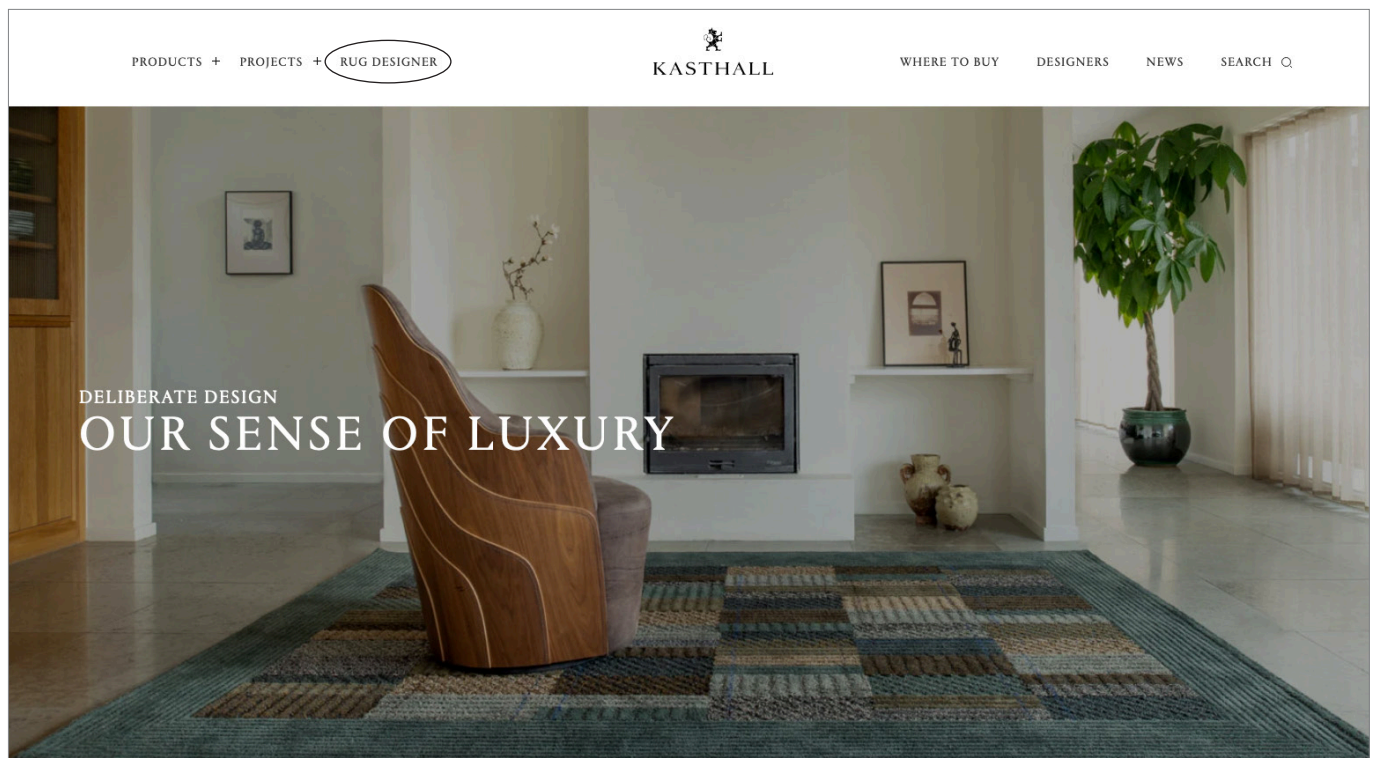 PRODUCTS + PROJECTS + RUG DESIGNER
KASTHALL
WHERE TO BUY DESIGNERS NEWS SEARCH
DELIBERATE DESIGN
OUR SENSE OF LUXURY